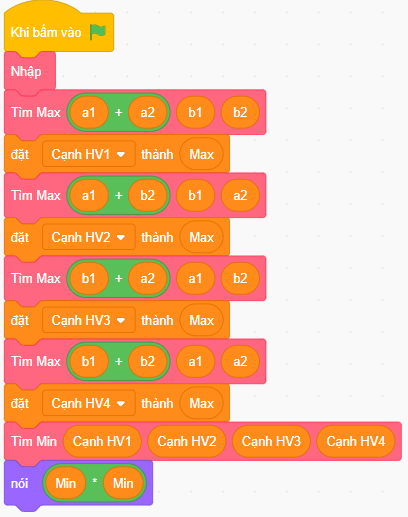 Khi bấm vào
Nhập
Tìm Max a1 + a2 b1 b2
đặt Cạnh HV1 thành Max
Tìm Max a1 + b2 b1 a2
đặt Cạnh HV2 thành Max
Tìm Max b1 + a2 a1 b2
đặt Cạnh HV3 thành Max
Tìm Max b1 + b2 a1 a2
đặt Cạnh HV4 thành Max
Tìm Min Cạnh HV1 Cạnh HV2 Cạnh HV3 Cạnh HV4
nói Min * Min